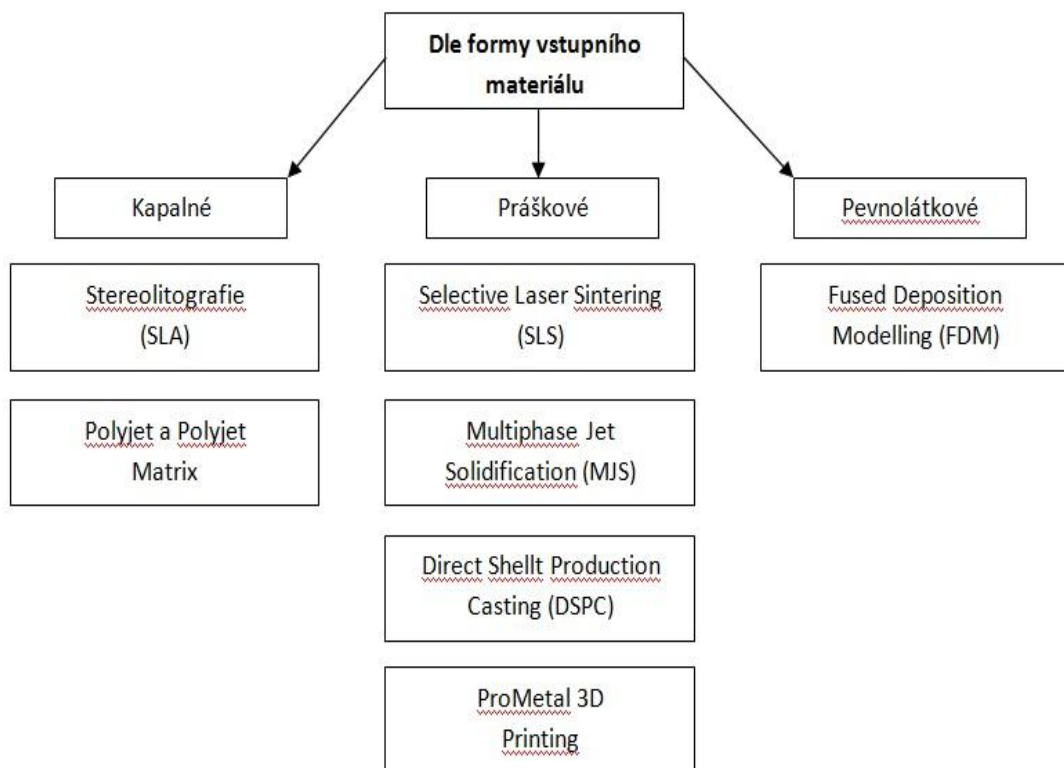 Dle formy vstupního
materiálu
Kapalné
Práškové
Pevnolátkové
Stereolitografie
(SLA)
Selective Laser Sintering
(SLS)
Fused Deposition
Modelling (FDM)
Polyjet a Polyjet
Matrix
Multiphase Jet
Solidification (MJS)
Direct Shellt Production
Casting (DSPC)
ProMetal 3D
Printing